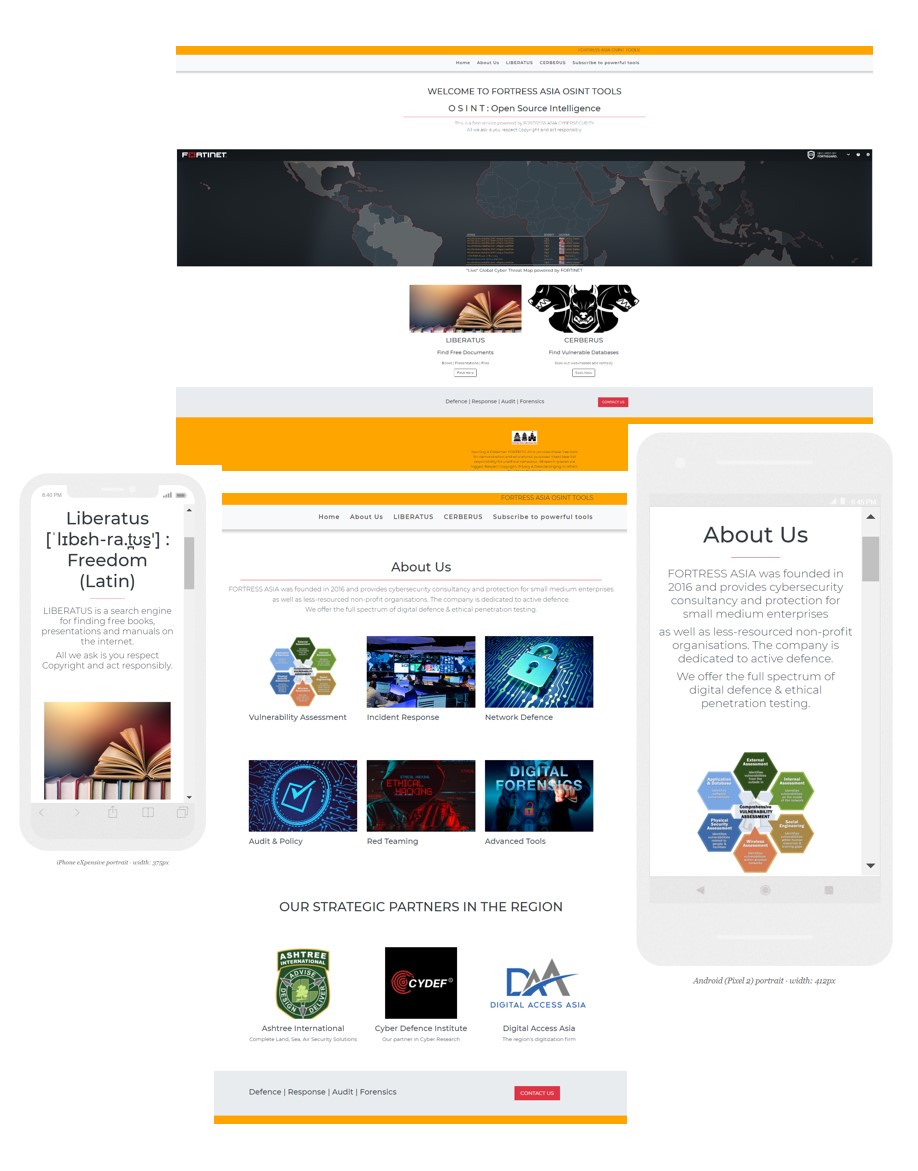 FORTRESS ASIA OSINT TOOLS
Home About Us LIBERATUS CERBERUS Subscribe to powerful tools
WELCOME TO FORTRESS ASIA OSINT TOOLS
O S I N T : Open Source Intelligence
This is a free service powered by FORTRESS ASIA CYBERSECURITY
All we ask is you respect Copyright and act responsibly.
FORTINET
"Live" Global Cyber Threat Map powered by FORTINET
LIBERATUS
Find Free Documents
CERBERUS
Find Vulnerable Databases
Defence | Response | Audit | Forensics
CONTACT US
8:40 PM
Liberatus
[ˈlɪbɛh-ra.t̪ʊs̠'] :
Freedom
(Latin)
LIBERATUS is a search engine
for finding free books,
presentations and manuals on
the internet.
All we ask is you respect
Copyright and act responsibly.
iPhone eXpensive portrait · width: 375px
FORTRESS ASIA OSINT TOOLS
Home About Us LIBERATUS CERBERUS Subscribe to powerful tools
About Us
FORTRESS ASIA was founded in 2016 and provides cybersecurity consultancy and protection for small medium enterprises
as well as less-resourced non-profit organisations. The company is dedicated to active defence.
We offer the full spectrum of digital defence & ethical penetration testing.
Vulnerability Assessment
Incident Response
Network Defence
ETHICAL
HACKING
DIGITAL
FORENSICS
Audit & Policy
Red Teaming
Advanced Tools
OUR STRATEGIC PARTNERS IN THE REGION
ASHTREE
INTERNATIONAL
ADVISE
DESIGN
DELIVER
CYDEF
DAA
DIGITAL ACCESS ASIA
Ashtree International
Complete Land, Sea, Air Security Solutions
Cyber Defence Institute
Our partner in Cyber Research
Digital Access Asia
The region's digitization firm
Defence | Response | Audit | Forensics
CONTACT US
8:40 PM
About Us
FORTRESS ASIA was founded in
2016 and provides cybersecurity
consultancy and protection for
small medium enterprises
as well as less-resourced non-profit
organisations. The company is
dedicated to active defence.
We offer the full spectrum of
digital defence & ethical
penetration testing.
External
Assessment
Application
& Database
Internal
Assessment
Comprehensive
VULNERABILITY
ASSESSMENT
Physical
Security
Assessment
Social
Engineering
Wireless
Assessment
Android (Pixel 2) portrait · width: 412px